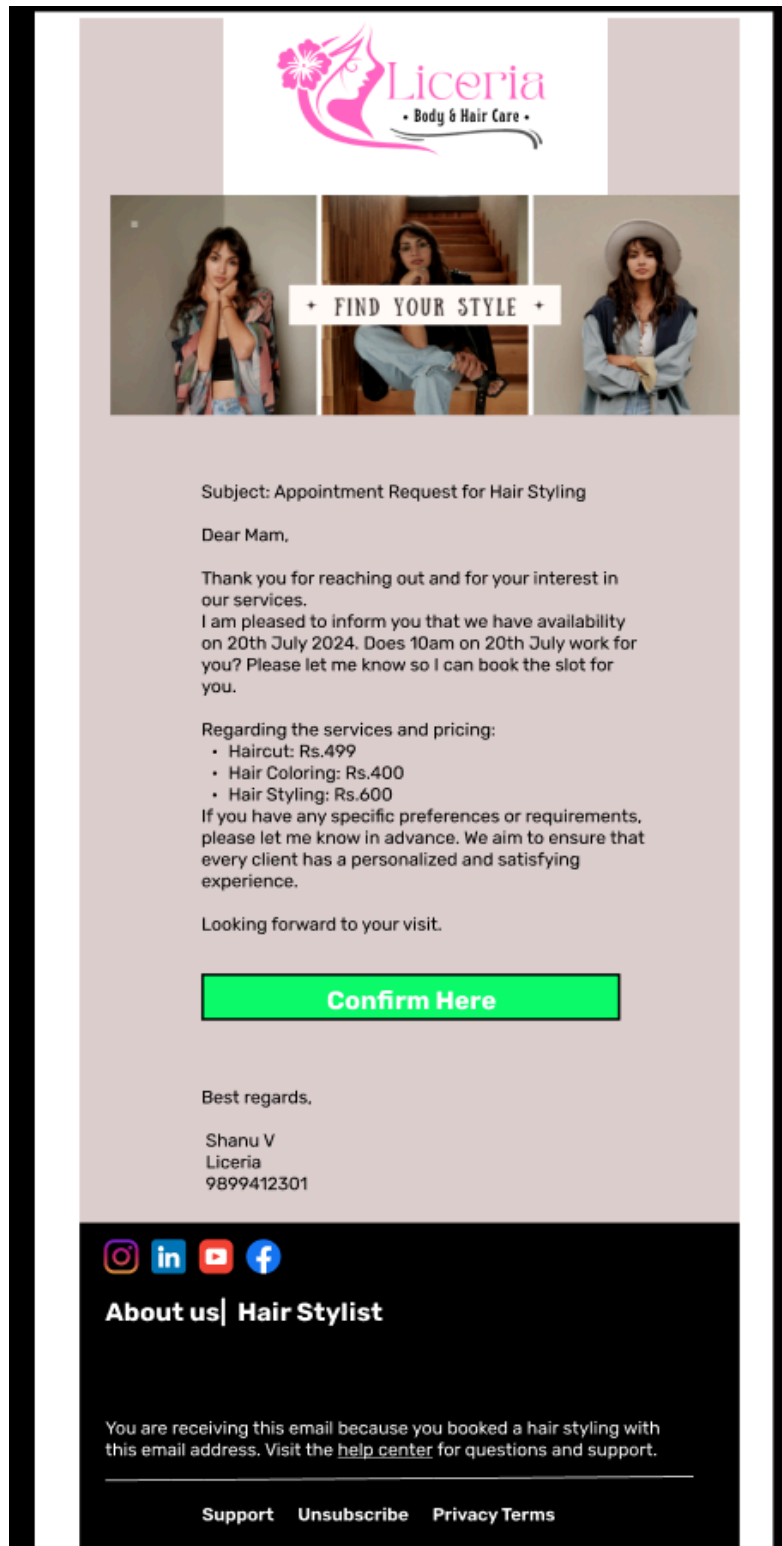 Liceria
• Body & Hair Care •
FIND YOUR STYLE
Subject: Appointment Request for Hair Styling
Dear Mam,
Thank you for reaching out and for your interest in
our services.
I am pleased to inform you that we have availability
on 20th July 2024. Does 10am on 20th July work for
you? Please let me know so I can book the slot for
you.
Regarding the services and pricing:
• Haircut: Rs.499
• Hair Coloring: Rs.400
• Hair Styling: Rs.600
If you have any specific preferences or requirements,
please let me know in advance. We aim to ensure that
every client has a personalized and satisfying
experience.
Looking forward to your visit.
Confirm Here
Best regards,
Shanu V
Liceria
9899412301
in
About us| Hair Stylist
You are receiving this email because you booked a hair styling with
this email address. Visit the help center for questions and support.
Support Unsubscribe Privacy Terms